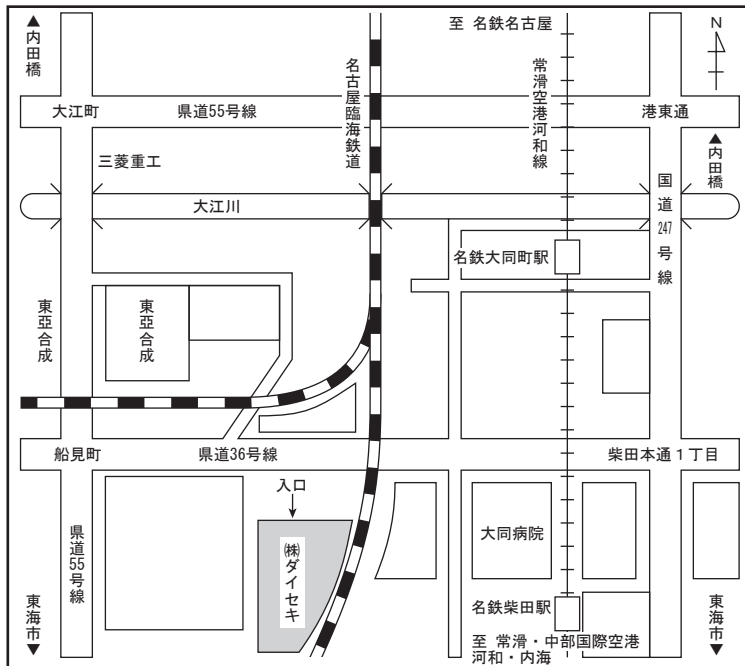 ▲内田橋
至 名鉄名古屋
N
名古屋臨海鉄道
常滑空港河和線
大江町
県道55号線
港東通
▲内田橋
三菱重工
国道247号線
大江川
名鉄大同町駅
東亞合成
東亞合成
船見町
県道36号線
柴田本通1丁目
入口
㈱ダイセキ
大同病院
県道55号線
名鉄柴田駅
東海市▼
東海市▼
至 常滑・中部国際空港
河和・内海